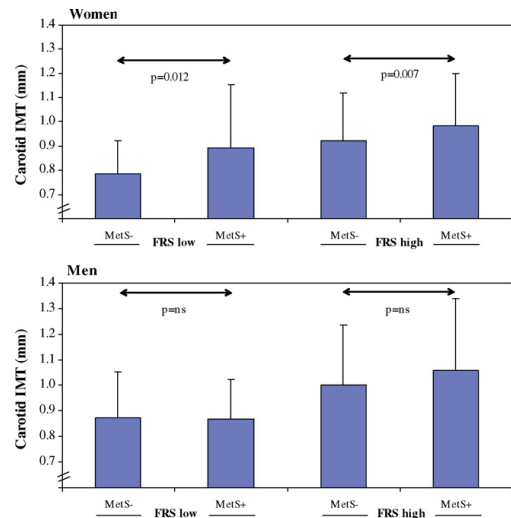 Women
1.4
1.3
1.2
1.1
1.0
0.9
0.8
0.7
Carotid IMT (mm)
p=0.012
p=0.007
MetS- MetS+ MetS- MetS+
FRS low FRS high
Men
1.4
1.3
1.2
1.1
1.0
0.9
0.8
0.7
Carotid IMT (mm)
p=ns
p=ns
MetS- MetS+ MetS- MetS+
FRS low FRS high